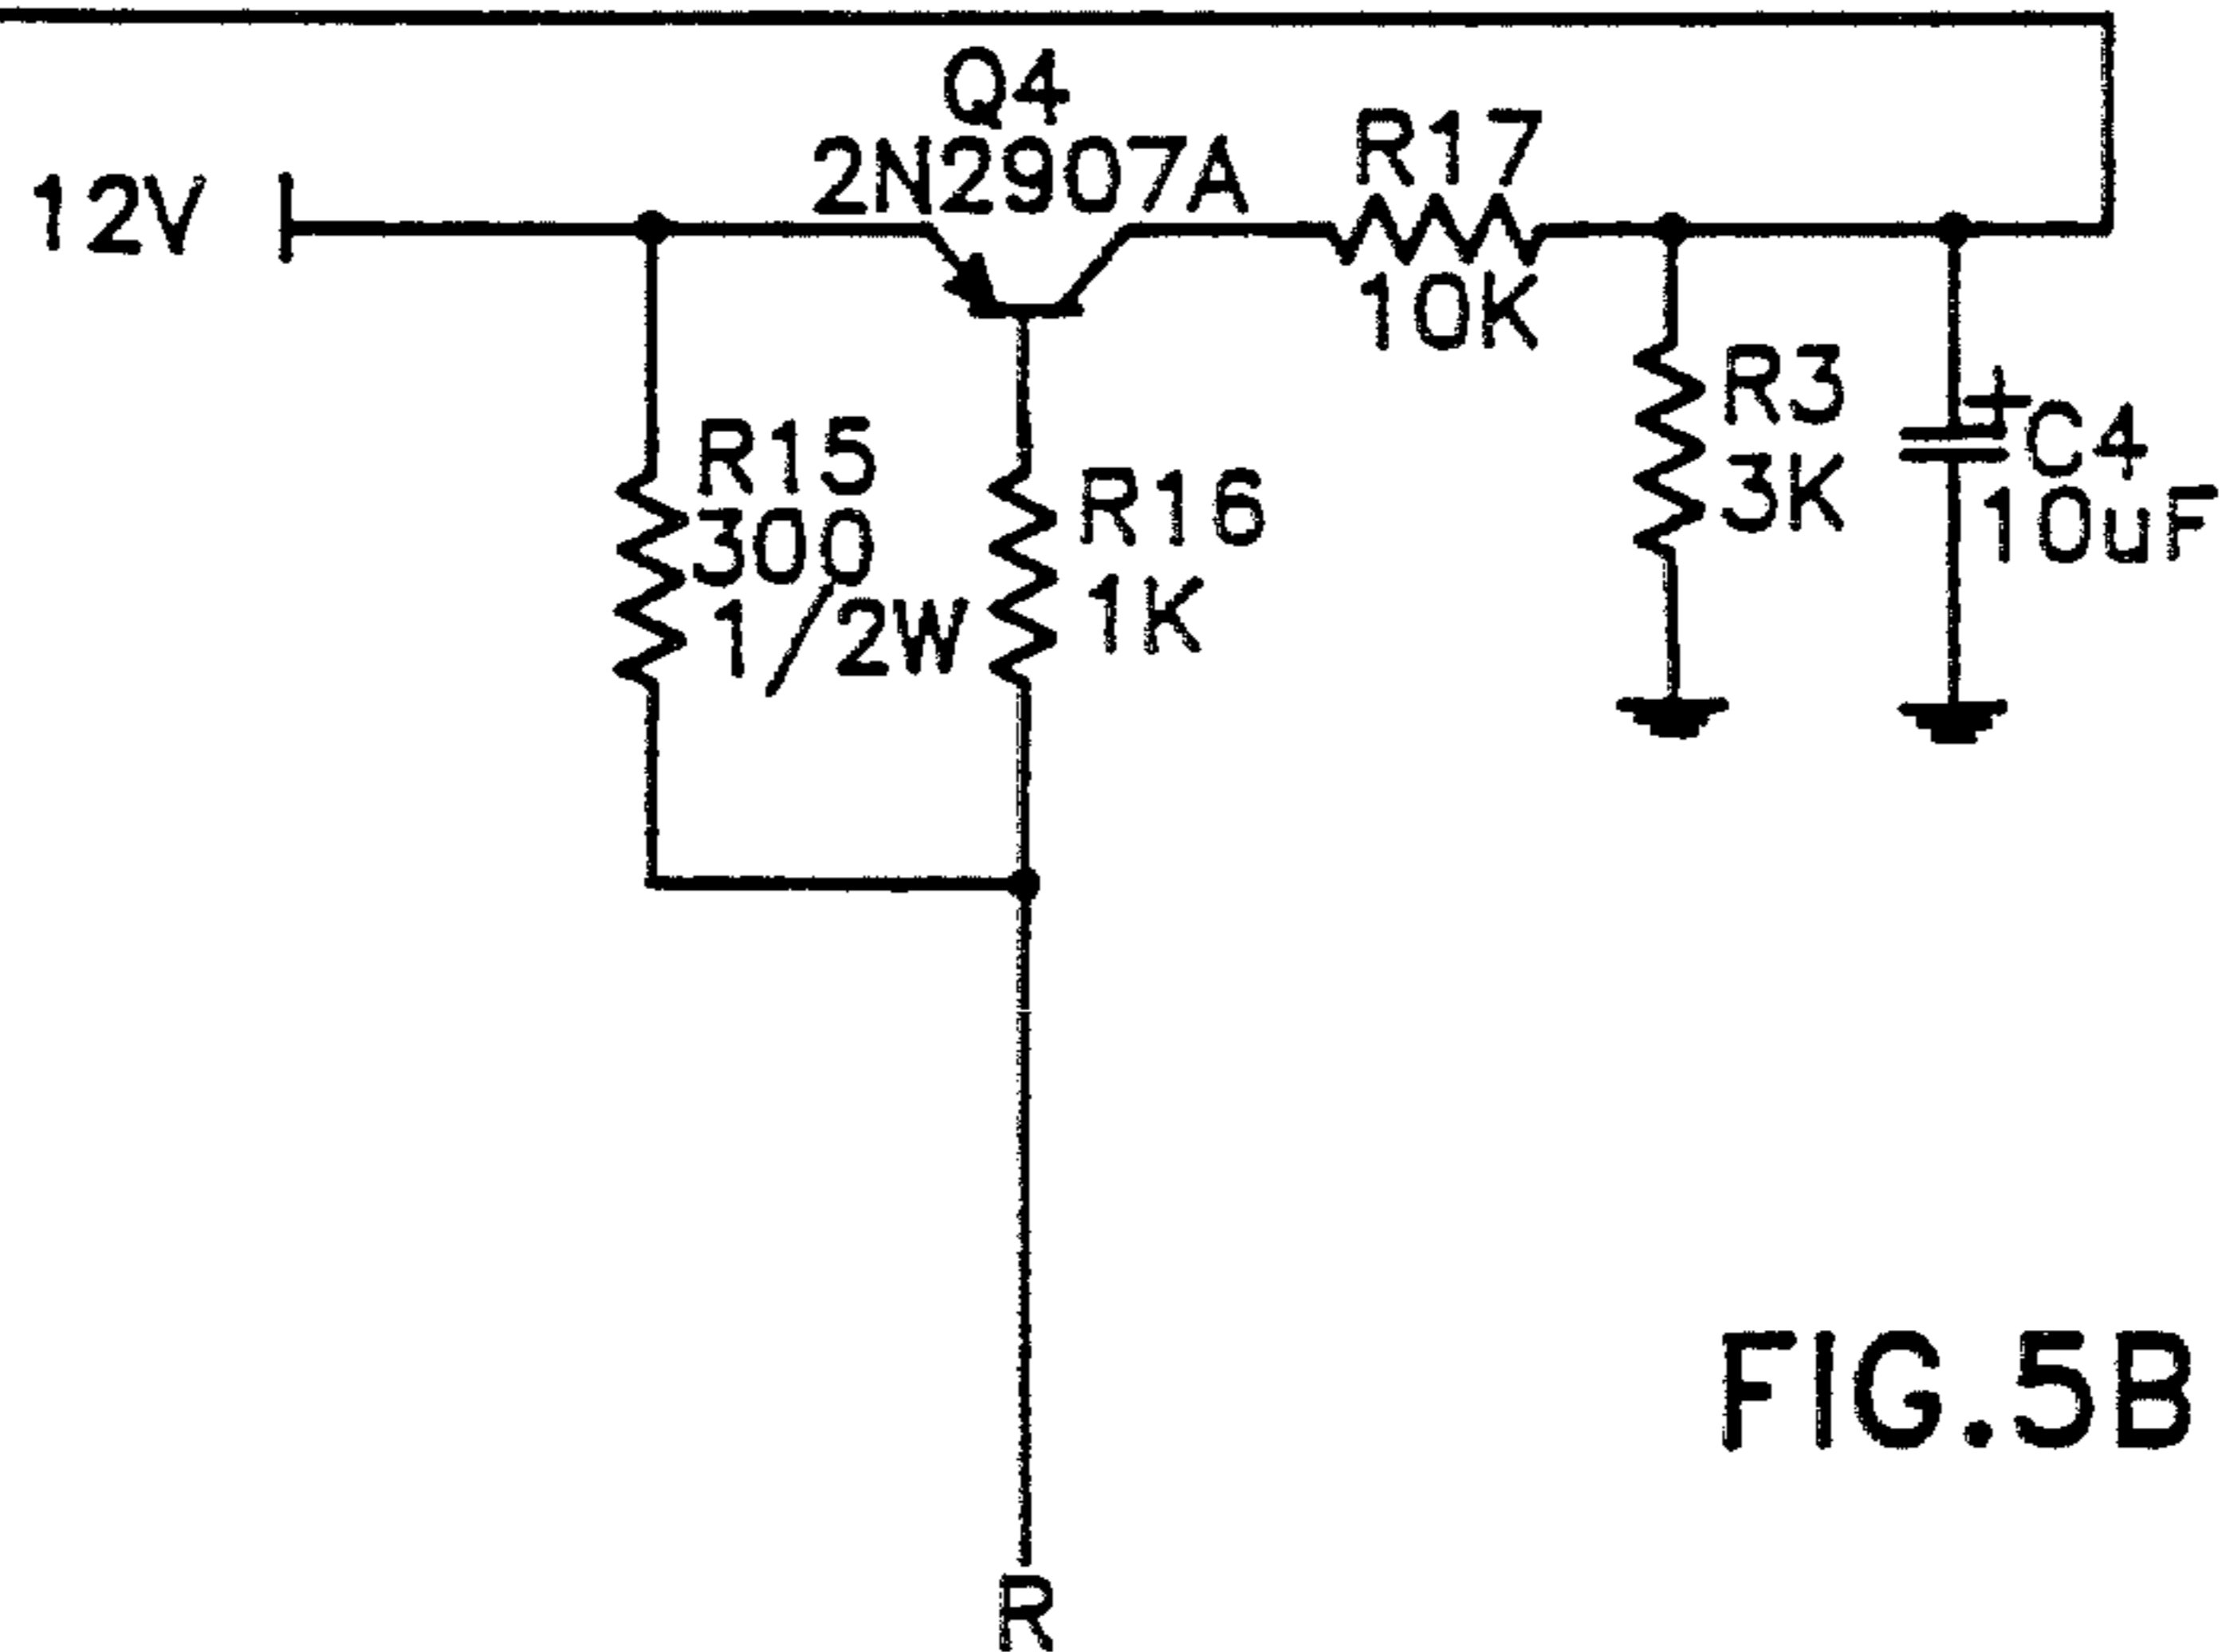 Q4
2N2907A
R17
12V
10K
R3
3K
+
C4
10uF
R15
300
1/2W
R16
1K
FIG.5B
R